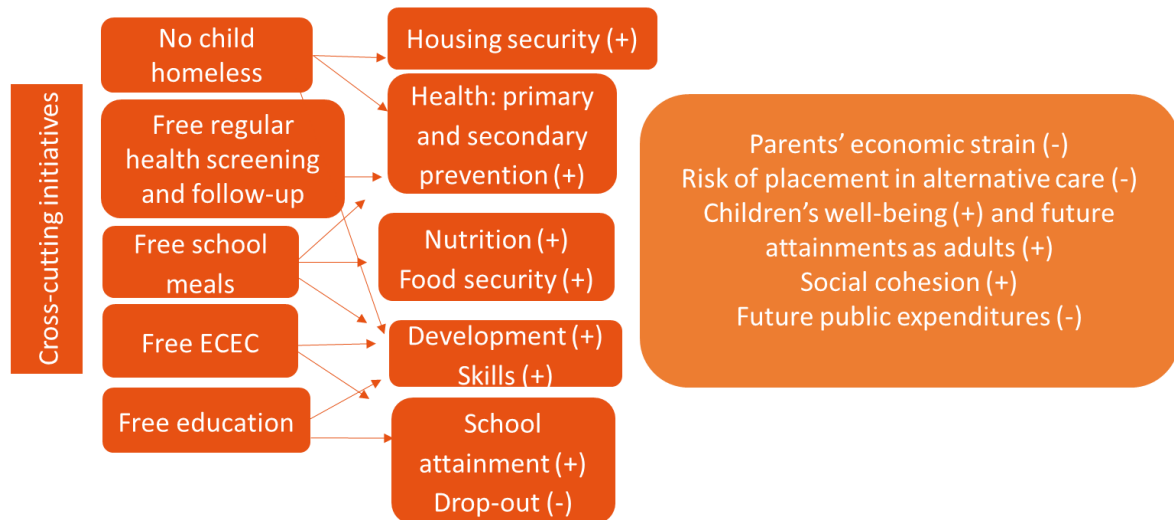 Cross-cutting initiatives
No child
homeless
Free regular
health screening
and follow-up
Free school
meals
Free ECEC
Free education
Housing security (+)
Health: primary
and secondary
prevention (+)
Nutrition (+)
Food security (+)
Development (+)
Skills (+)
School
attainment (+)
Drop-out (-)
Parents’ economic strain (-)
Risk of placement in alternative care (-)
Children’s well-being (+) and future
attainments as adults (+)
Social cohesion (+)
Future public expenditures (-)